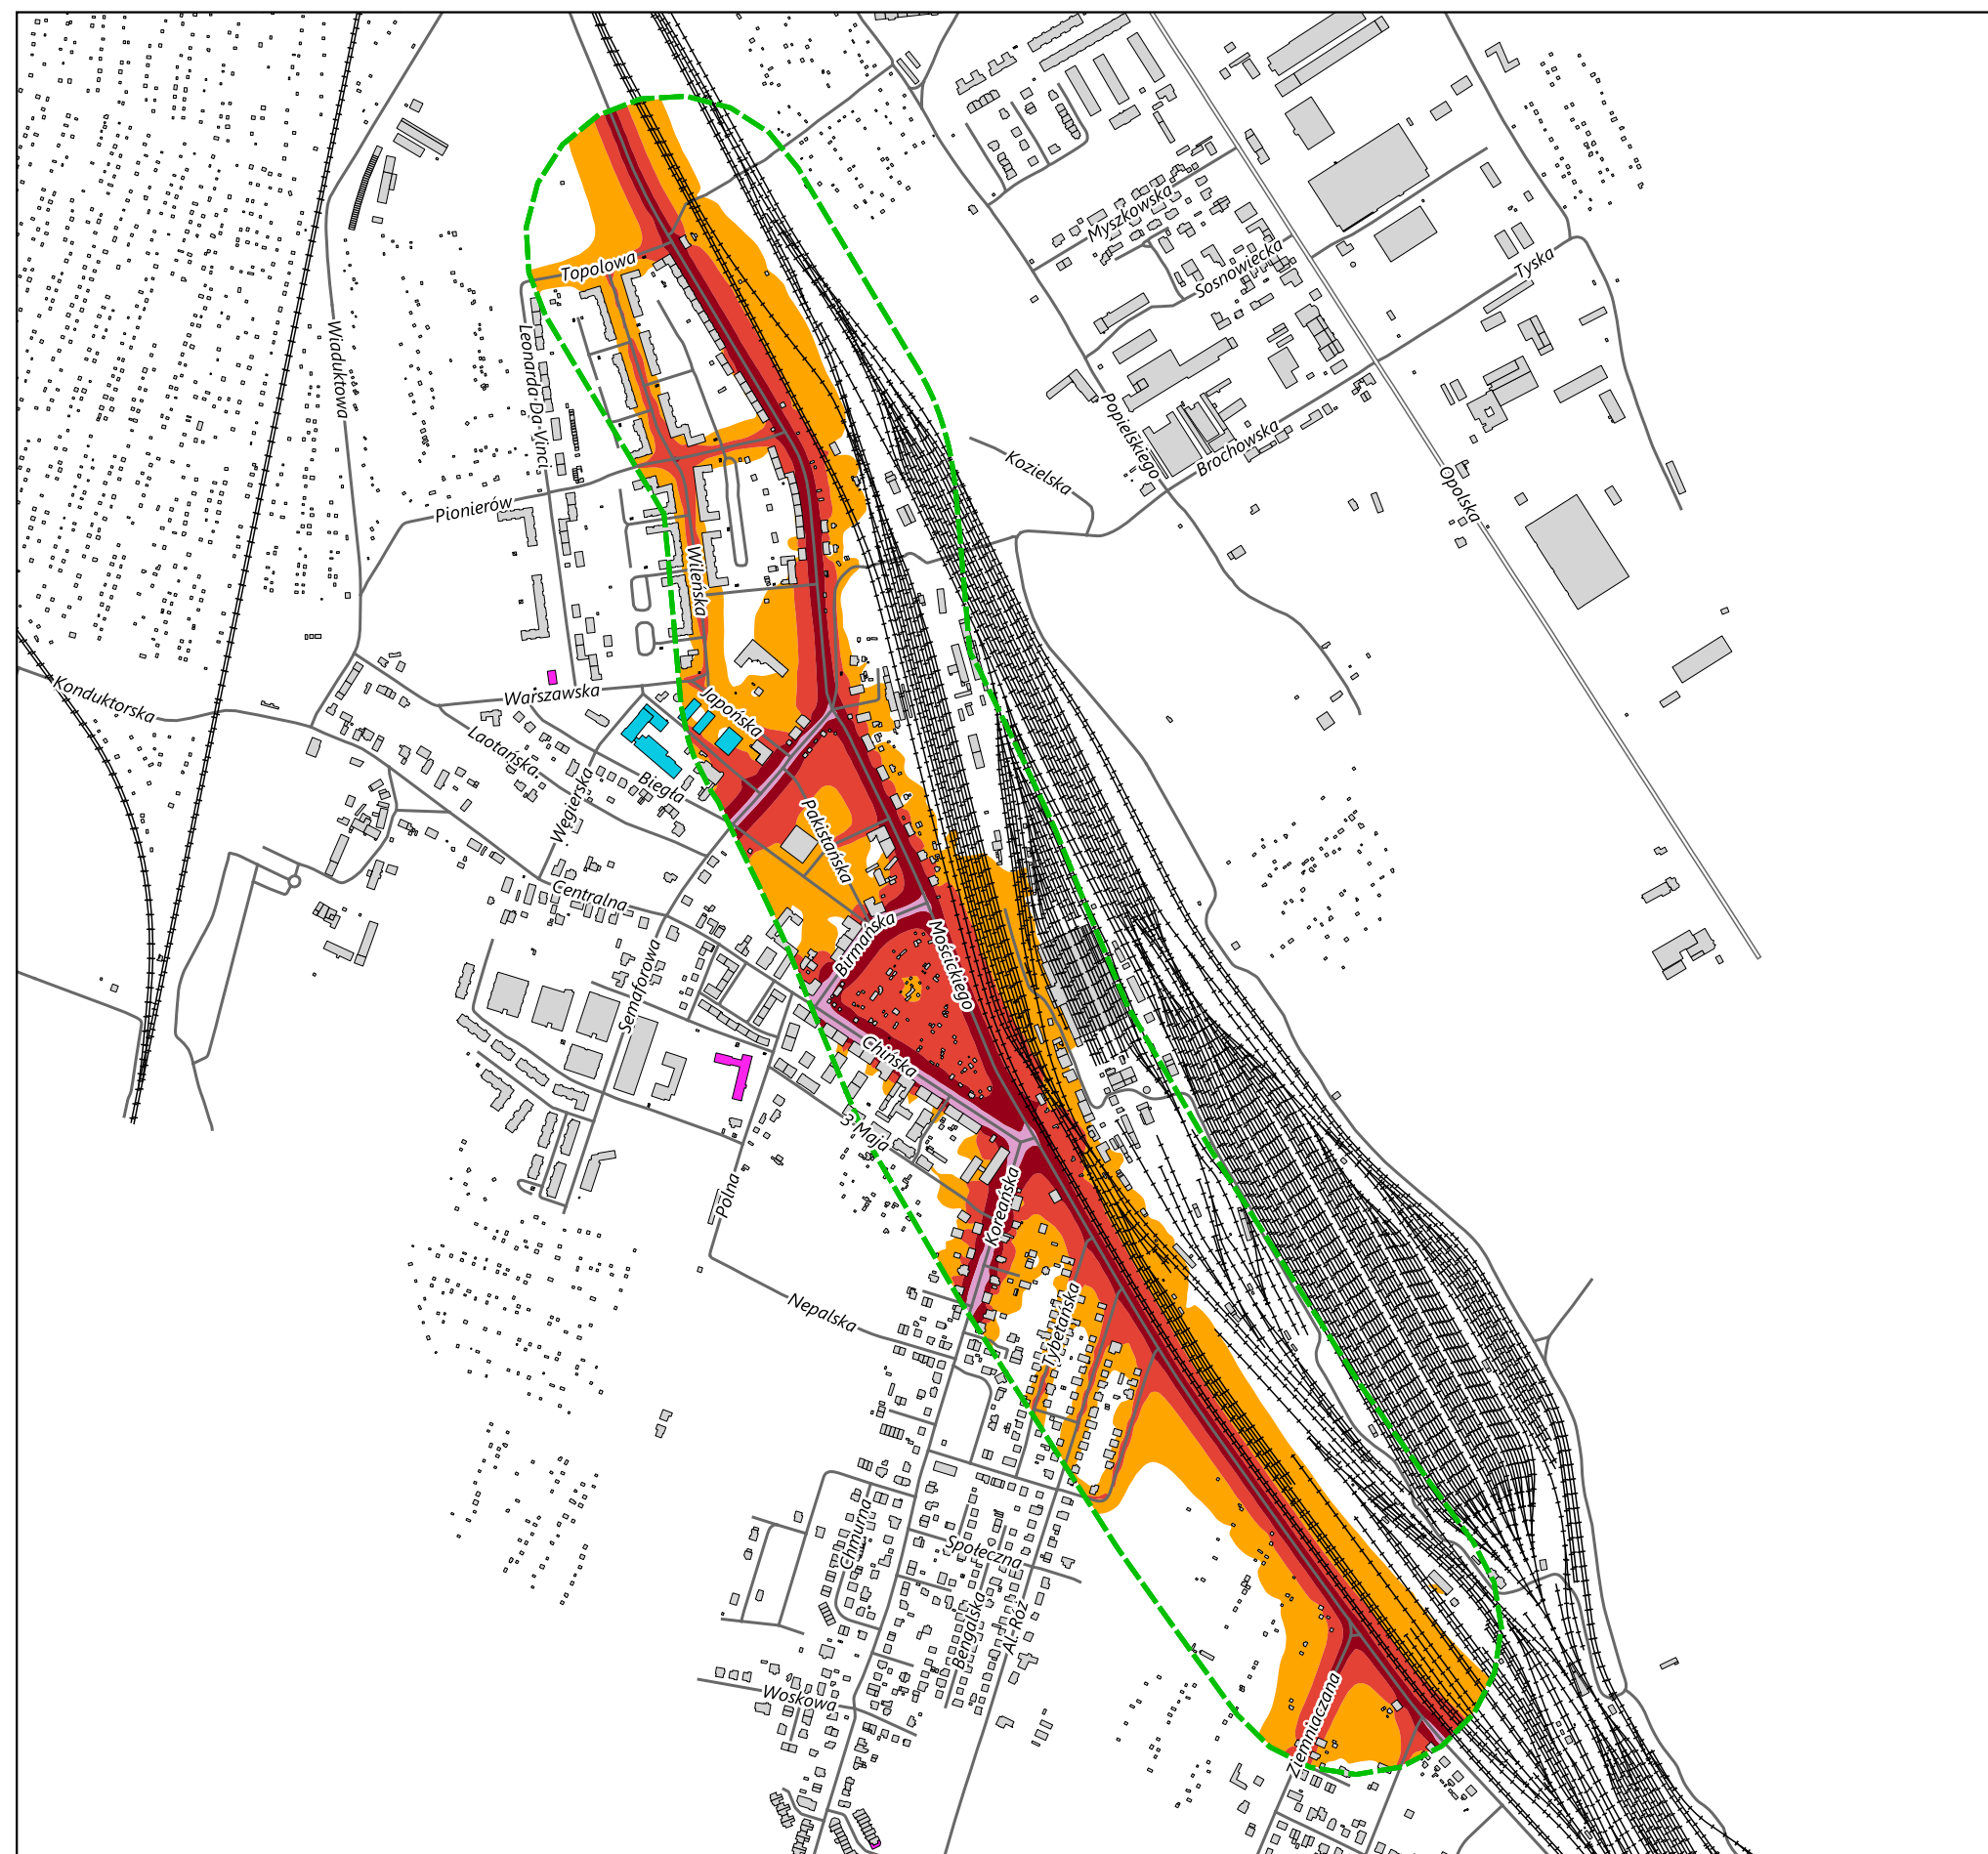 Topolowa
Myszkowska
Sosnowiecka
Tyska
Wiaduktowa
Leonarda Da Vinci
Popielskiego
Brochowska
Kozielska
Opolska
Pionierów
Wileńska
Konduktorska
Warszawska
Japońska
Laotańska
Biegła
Węgierska
Pakistańska
Centralna
Birmańska
Mościckiego
Semaforowa
Chińska
3 Maja
Polna
Koreańska
Nepalska
Tybetańska
Chmurna
Społeczna
Bengalska
Al. Róż
Woskowa
Ziemniaczana